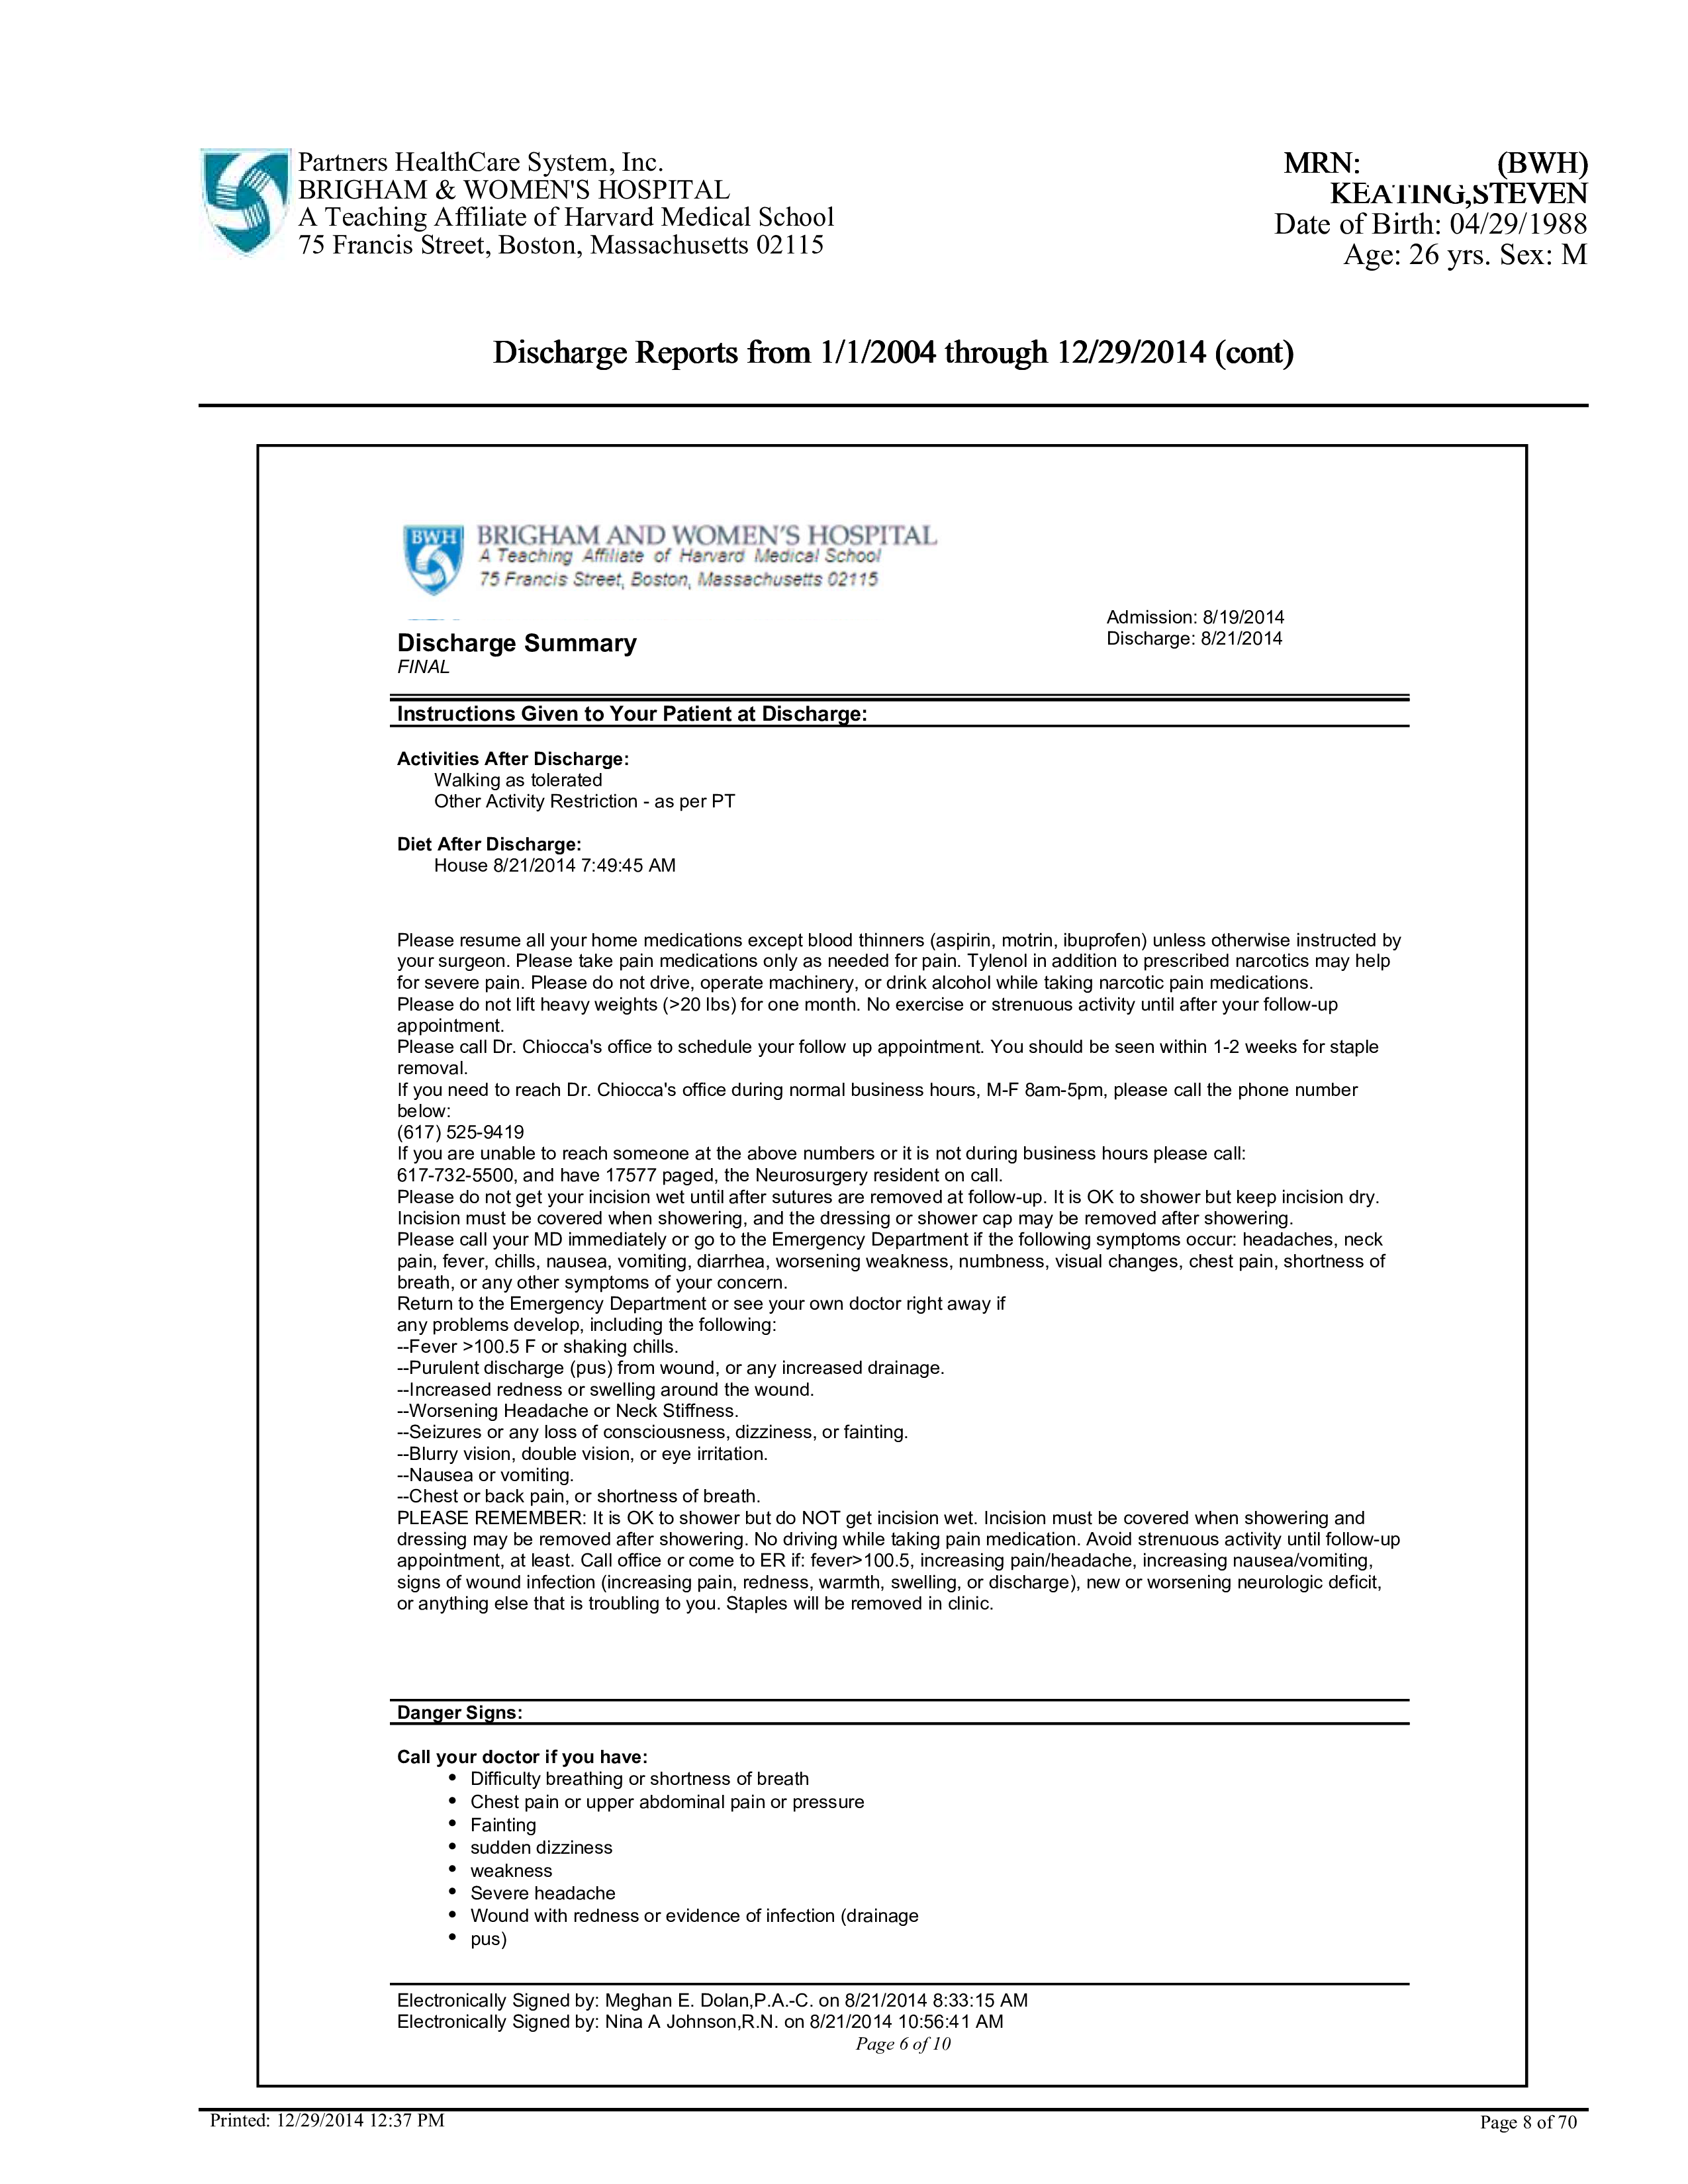 Partners HealthCare System, Inc.
BRIGHAM & WOMEN'S HOSPITAL
A Teaching Affiliate of Harvard Medical School
75 Francis Street, Boston, Massachusetts 02115
MRN: (BWH)
KEATING,STEVEN
Date of Birth: 04/29/1988
Age: 26 yrs. Sex: M
Discharge Reports from 1/1/2004 through 12/29/2014 (cont)
BWH
BRIGHAM AND WOMEN'S HOSPITAL
A Teaching Affiliate of Harvard Medical School
75 Francis Street, Boston, Massachusetts 02115
Admission: 8/19/2014
Discharge: 8/21/2014
Discharge Summary
FINAL
Instructions Given to Your Patient at Discharge:
Activities After Discharge:
Walking as tolerated
Other Activity Restriction - as per PT
Diet After Discharge:
House 8/21/2014 7:49:45 AM
Please resume all your home medications except blood thinners (aspirin, motrin, ibuprofen) unless otherwise instructed by
your surgeon. Please take pain medications only as needed for pain. Tylenol in addition to prescribed narcotics may help
for severe pain. Please do not drive, operate machinery, or drink alcohol while taking narcotic pain medications.
Please do not lift heavy weights (>20 lbs) for one month. No exercise or strenuous activity until after your follow-up
appointment.
Please call Dr. Chiocca's office to schedule your follow up appointment. You should be seen within 1-2 weeks for staple
removal.
If you need to reach Dr. Chiocca's office during normal business hours, M-F 8am-5pm, please call the phone number
below:
(617) 525-9419
If you are unable to reach someone at the above numbers or it is not during business hours please call:
617-732-5500, and have 17577 paged, the Neurosurgery resident on call.
Please do not get your incision wet until after sutures are removed at follow-up. It is OK to shower but keep incision dry.
Incision must be covered when showering, and the dressing or shower cap may be removed after showering.
Please call your MD immediately or go to the Emergency Department if the following symptoms occur: headaches, neck
pain, fever, chills, nausea, vomiting, diarrhea, worsening weakness, numbness, visual changes, chest pain, shortness of
breath, or any other symptoms of your concern.
Return to the Emergency Department or see your own doctor right away if
any problems develop, including the following:
--Fever >100.5 F or shaking chills.
--Purulent discharge (pus) from wound, or any increased drainage.
--Increased redness or swelling around the wound.
--Worsening Headache or Neck Stiffness.
--Seizures or any loss of consciousness, dizziness, or fainting.
--Blurry vision, double vision, or eye irritation.
--Nausea or vomiting.
--Chest or back pain, or shortness of breath.
PLEASE REMEMBER: It is OK to shower but do NOT get incision wet. Incision must be covered when showering and
dressing may be removed after showering. No driving while taking pain medication. Avoid strenuous activity until follow-up
appointment, at least. Call office or come to ER if: fever>100.5, increasing pain/headache, increasing nausea/vomiting,
signs of wound infection (increasing pain, redness, warmth, swelling, or discharge), new or worsening neurologic deficit,
or anything else that is troubling to you. Staples will be removed in clinic.
Danger Signs:
Call your doctor if you have:
• Difficulty breathing or shortness of breath
• Chest pain or upper abdominal pain or pressure
• Fainting
• sudden dizziness
• weakness
• Severe headache
• Wound with redness or evidence of infection (drainage
• pus)
Electronically Signed by: Meghan E. Dolan,P.A.-C. on 8/21/2014 8:33:15 AM
Electronically Signed by: Nina A Johnson,R.N. on 8/21/2014 10:56:41 AM
Page 6 of 10
Printed: 12/29/2014 12:37 PM
Page 8 of 70